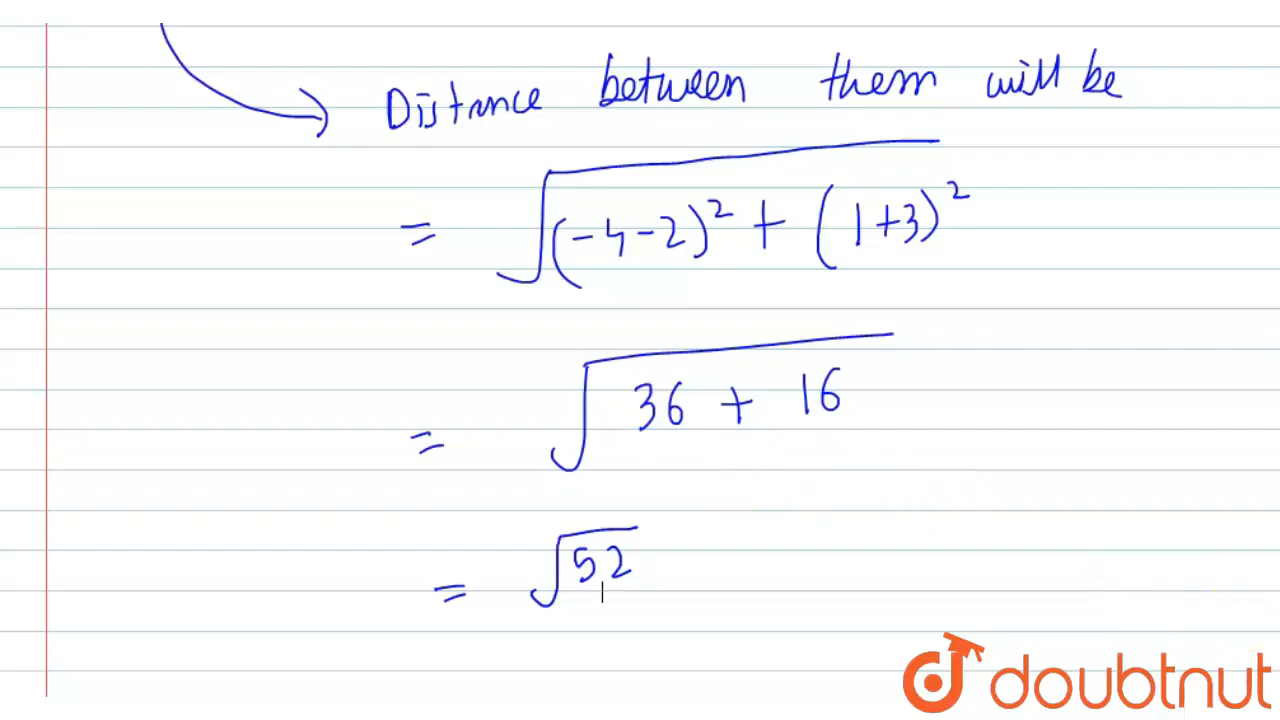 Distance between them will be
= √(-4-2)² + (1+3)²
= √36 + 16
= √52
doubtnut